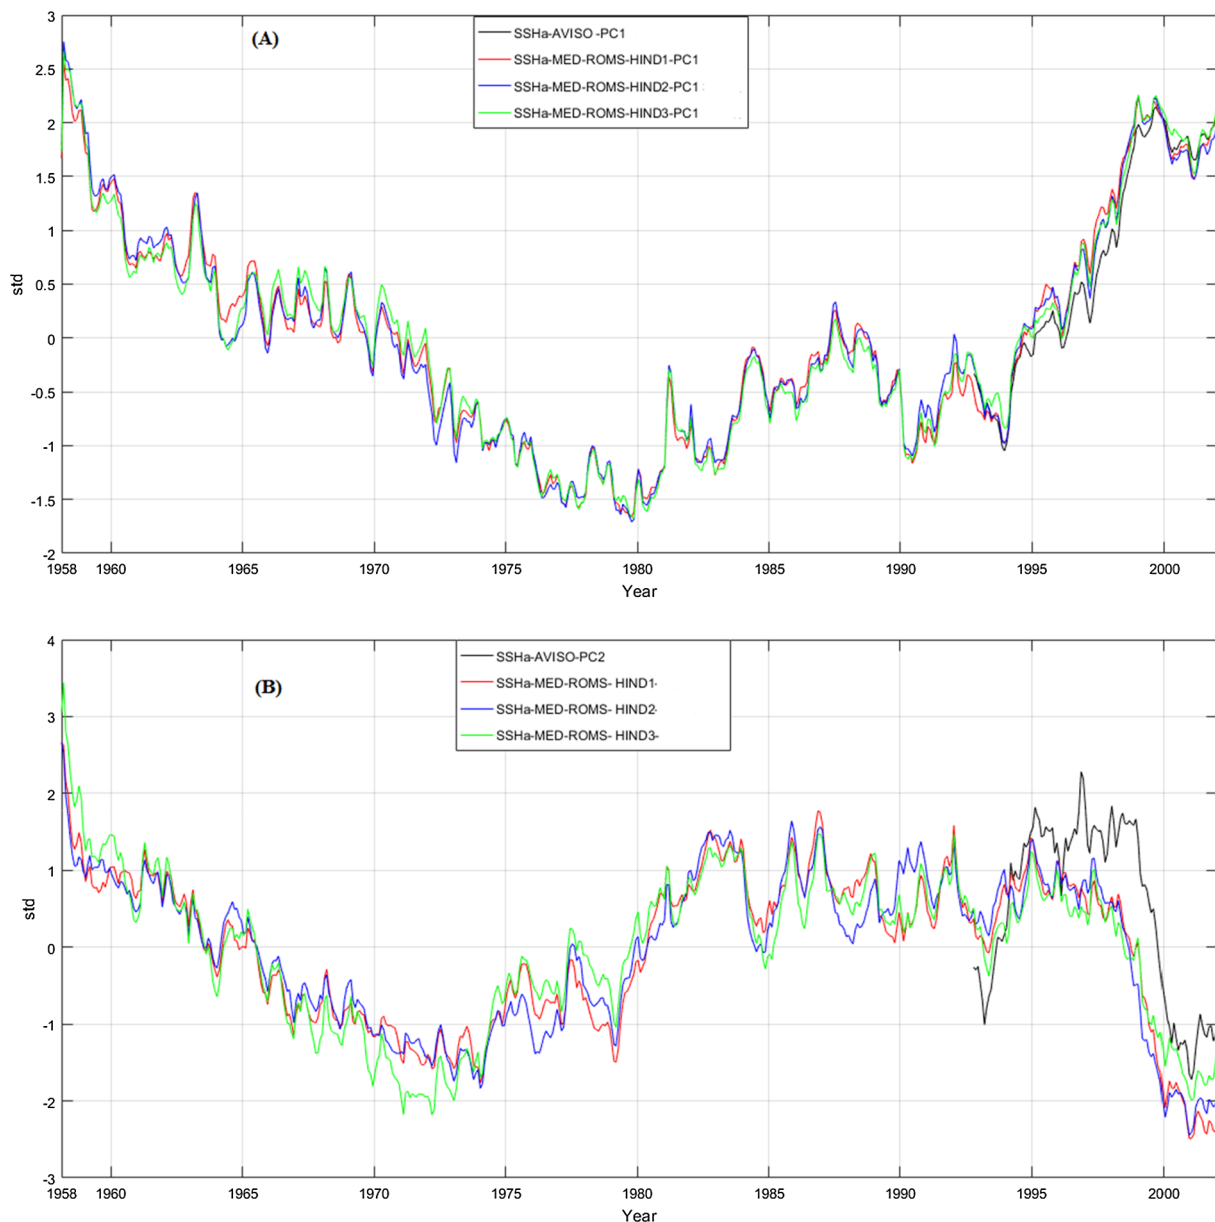 (A)
SSHa-AVISO -PC1
SSHa-MED-ROMS-HIND1-PC1
SSHa-MED-ROMS-HIND2-PC1
SSHa-MED-ROMS-HIND3-PC1
3
2.5
2
1.5
1
0.5
0
-0.5
-1
-1.5
-2
std
1958 1960 1965 1970 1975 1980 1985 1990 1995 2000
Year
(B)
SSHa-AVISO-PC2
SSHa-MED-ROMS- HIND1-
SSHa-MED-ROMS- HIND2-
SSHa-MED-ROMS- HIND3-
4
3
2
1
0
-1
-2
-3
std
1958 1960 1965 1970 1975 1980 1985 1990 1995 2000
Year